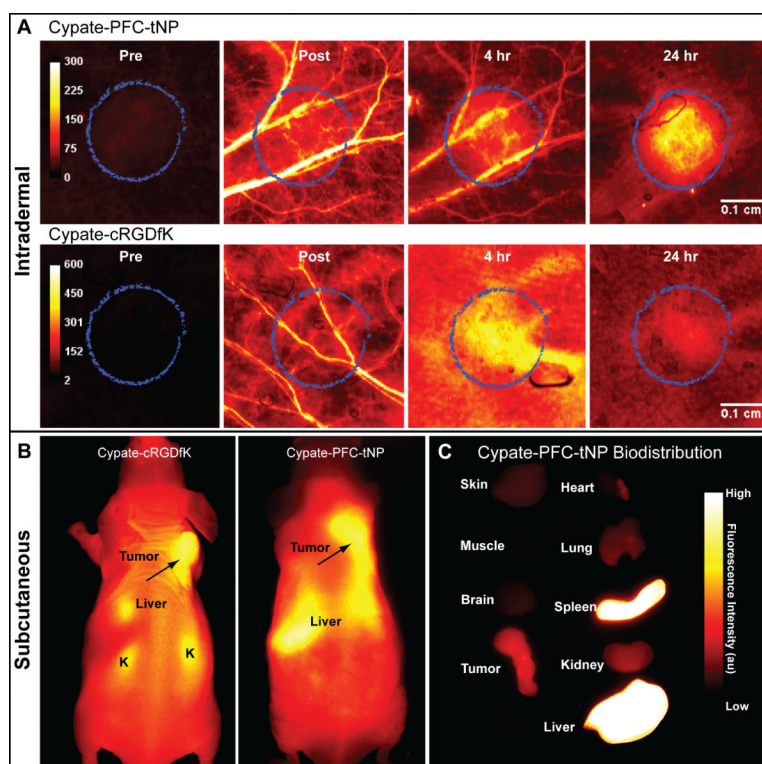 A
Cypate-PFC-tNP
Intradermal
Pre
Post
4 hr
24 hr
300
225
150
75
0
0.1 cm
Cypate-cRGDfK
Pre
Post
4 hr
24 hr
600
450
301
152
2
0.1 cm
Subcutaneous
B
Cypate-cRGDfK
Tumor
Liver
K
K
Cypate-PFC-tNP
Tumor
Liver
C
Cypate-PFC-tNP Biodistribution
Skin
Heart
Muscle
Lung
Brain
Spleen
Tumor
Kidney
Liver
High
Fluorescence Intensity (au)
Low